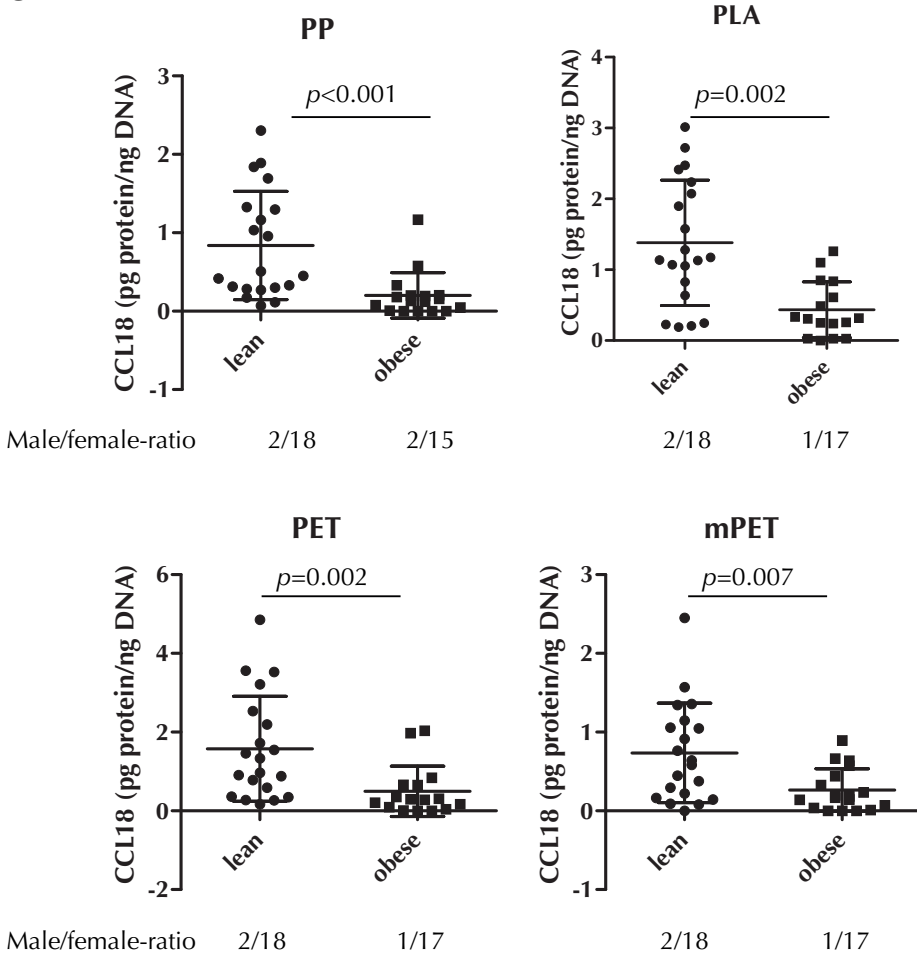 PP
PLA
CCL18 (pg protein/ng DNA)
3
2
1
0
-1
p<0.001
lean
obese
CCL18 (pg protein/ng DNA)
4
3
2
1
0
p=0.002
lean
obese
Male/female-ratio 2/18 2/15 2/18 1/17
PET
mPET
CCL18 (pg protein/ng DNA)
6
4
2
0
-2
p=0.002
lean
obese
CCL18 (pg protein/ng DNA)
3
2
1
0
-1
p=0.007
lean
obese
Male/female-ratio 2/18 1/17 2/18 1/17